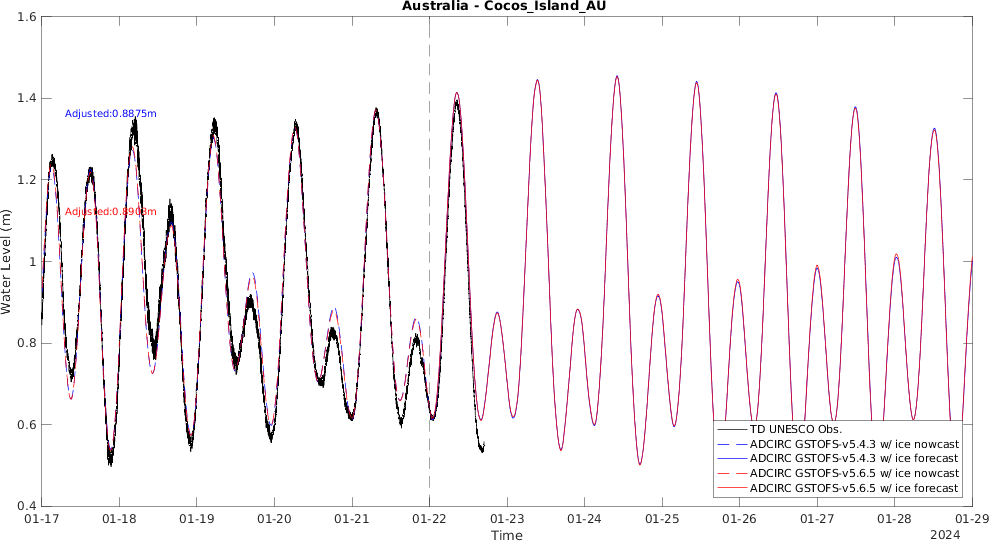 Australia - Cocos_Island_AU
1.6
1.4
1.2
1
0.8
0.6
0.4
Water Level (m)
Adjusted:0.8875m
Adjusted:0.8903m
TD UNESCO Obs.
ADCIRC GSTOFS-v5.4.3 w/ ice nowcast
ADCIRC GSTOFS-v5.4.3 w/ ice forecast
ADCIRC GSTOFS-v5.6.5 w/ ice nowcast
ADCIRC GSTOFS-v5.6.5 w/ ice forecast
01-17 01-18 01-19 01-20 01-21 01-22 01-23 01-24 01-25 01-26 01-27 01-28 01-29
Time
2024